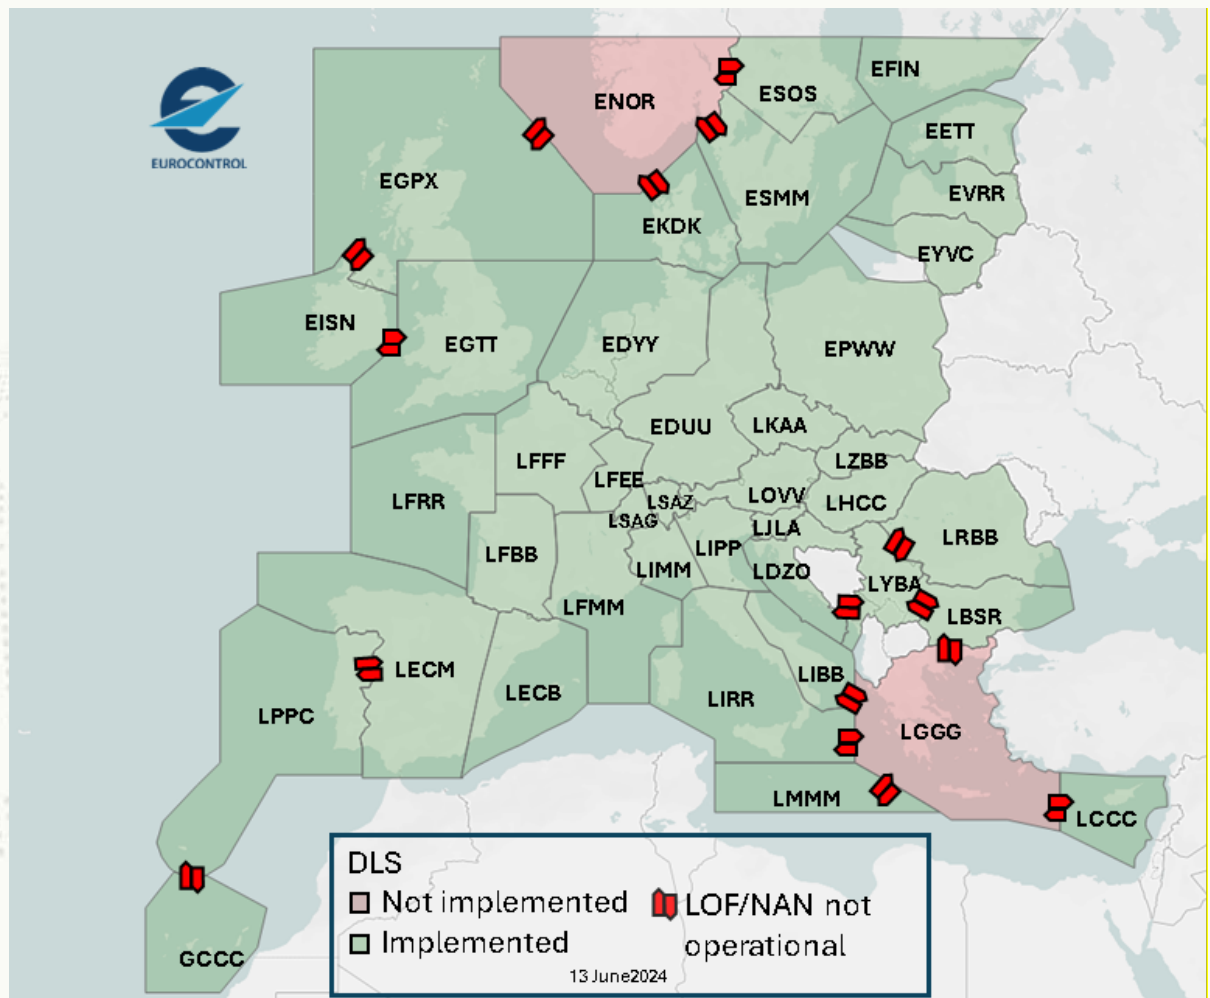 EUROCONTROL
ENOR
ESOS
EFIN
EETT
EGPX
EVRR
ESMM
EKDK
EYVC
EISN
EGTT
EDYY
EPWW
EDUU
LKAA
LFFF
LZBB
LFEE
LOVV
LSAZ
LFRR
LHCC
LSAG
LJLA
LRBB
LIPP
LFBB
LIMM
LDZO
LYBA
LFMM
LBSR
LECM
LIBB
LECB
LIRR
LPPC
LGGG
LMMM
LCCC
GCCC
DLS
Not implemented
Implemented
LOF/NAN not
operational
13 June2024